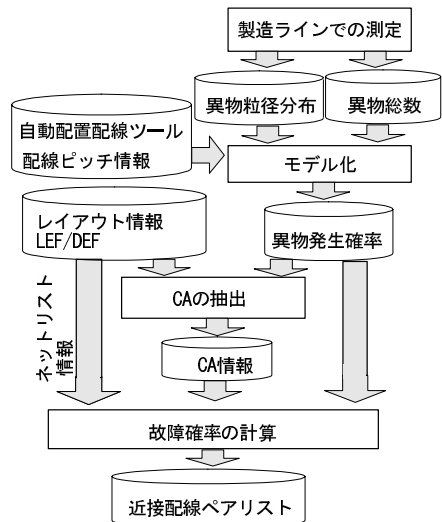 製造ラインでの測定
異物粒径分布
異物総数
自動配置配線ツール
配線ピッチ情報
モデル化
レイアウト情報
LEF/DEF
異物発生確率
CAの抽出
ネットリスト
情報
CA情報
故障確率の計算
近接配線ペアリスト